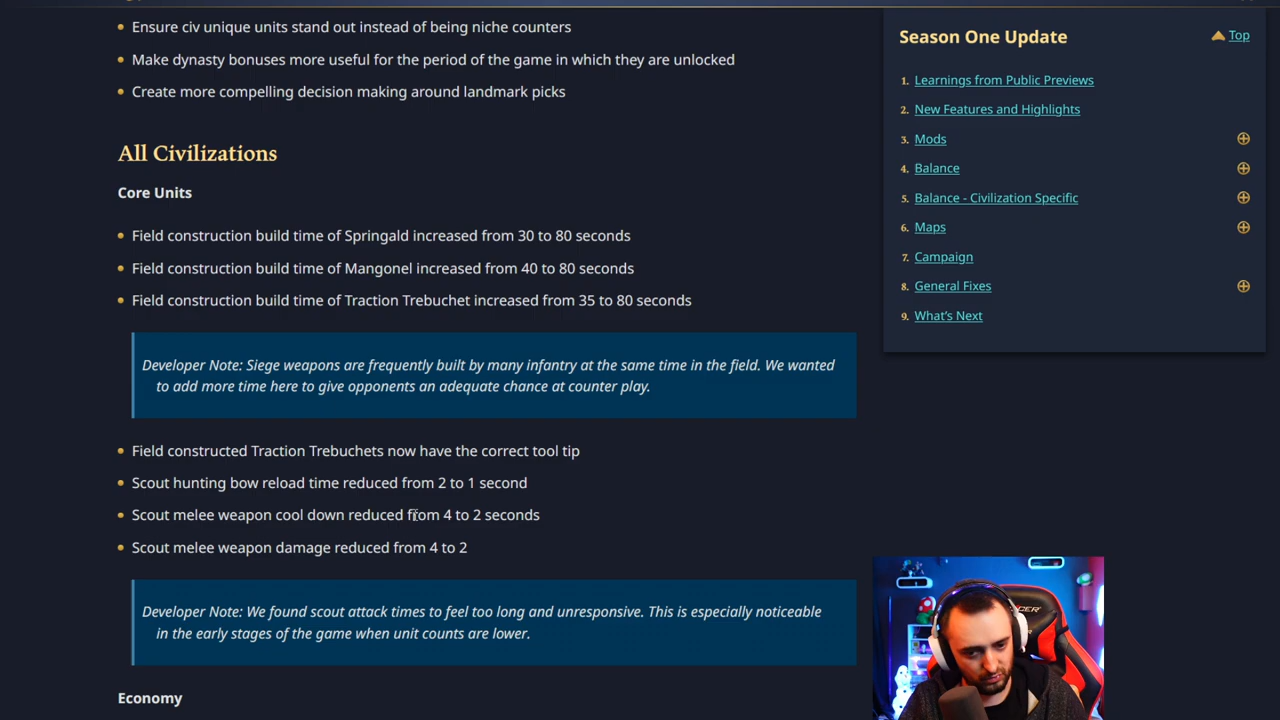 Ensure civ unique units stand out instead of being niche counters
Make dynasty bonuses more useful for the period of the game in which they are unlocked
Create more compelling decision making around landmark picks
All Civilizations
Core Units
Field construction build time of Springald increased from 30 to 80 seconds
Field construction build time of Mangonel increased from 40 to 80 seconds
Field construction build time of Traction Trebuchet increased from 35 to 80 seconds
Developer Note: Siege weapons are frequently built by many infantry at the same time in the field. We wanted
to add more time here to give opponents an adequate chance at counter play.
Field constructed Traction Trebuchets now have the correct tool tip
Scout hunting bow reload time reduced from 2 to 1 second
Scout melee weapon cool down reduced from 4 to 2 seconds
Scout melee weapon damage reduced from 4 to 2
Developer Note: We found scout attack times to feel too long and unresponsive. This is especially noticeable
in the early stages of the game when unit counts are lower.
Economy
Season One Update
Top
1. Learnings from Public Previews
2. New Features and Highlights
3. Mods
4. Balance
5. Balance - Civilization Specific
6. Maps
7. Campaign
8. General Fixes
9. What's Next